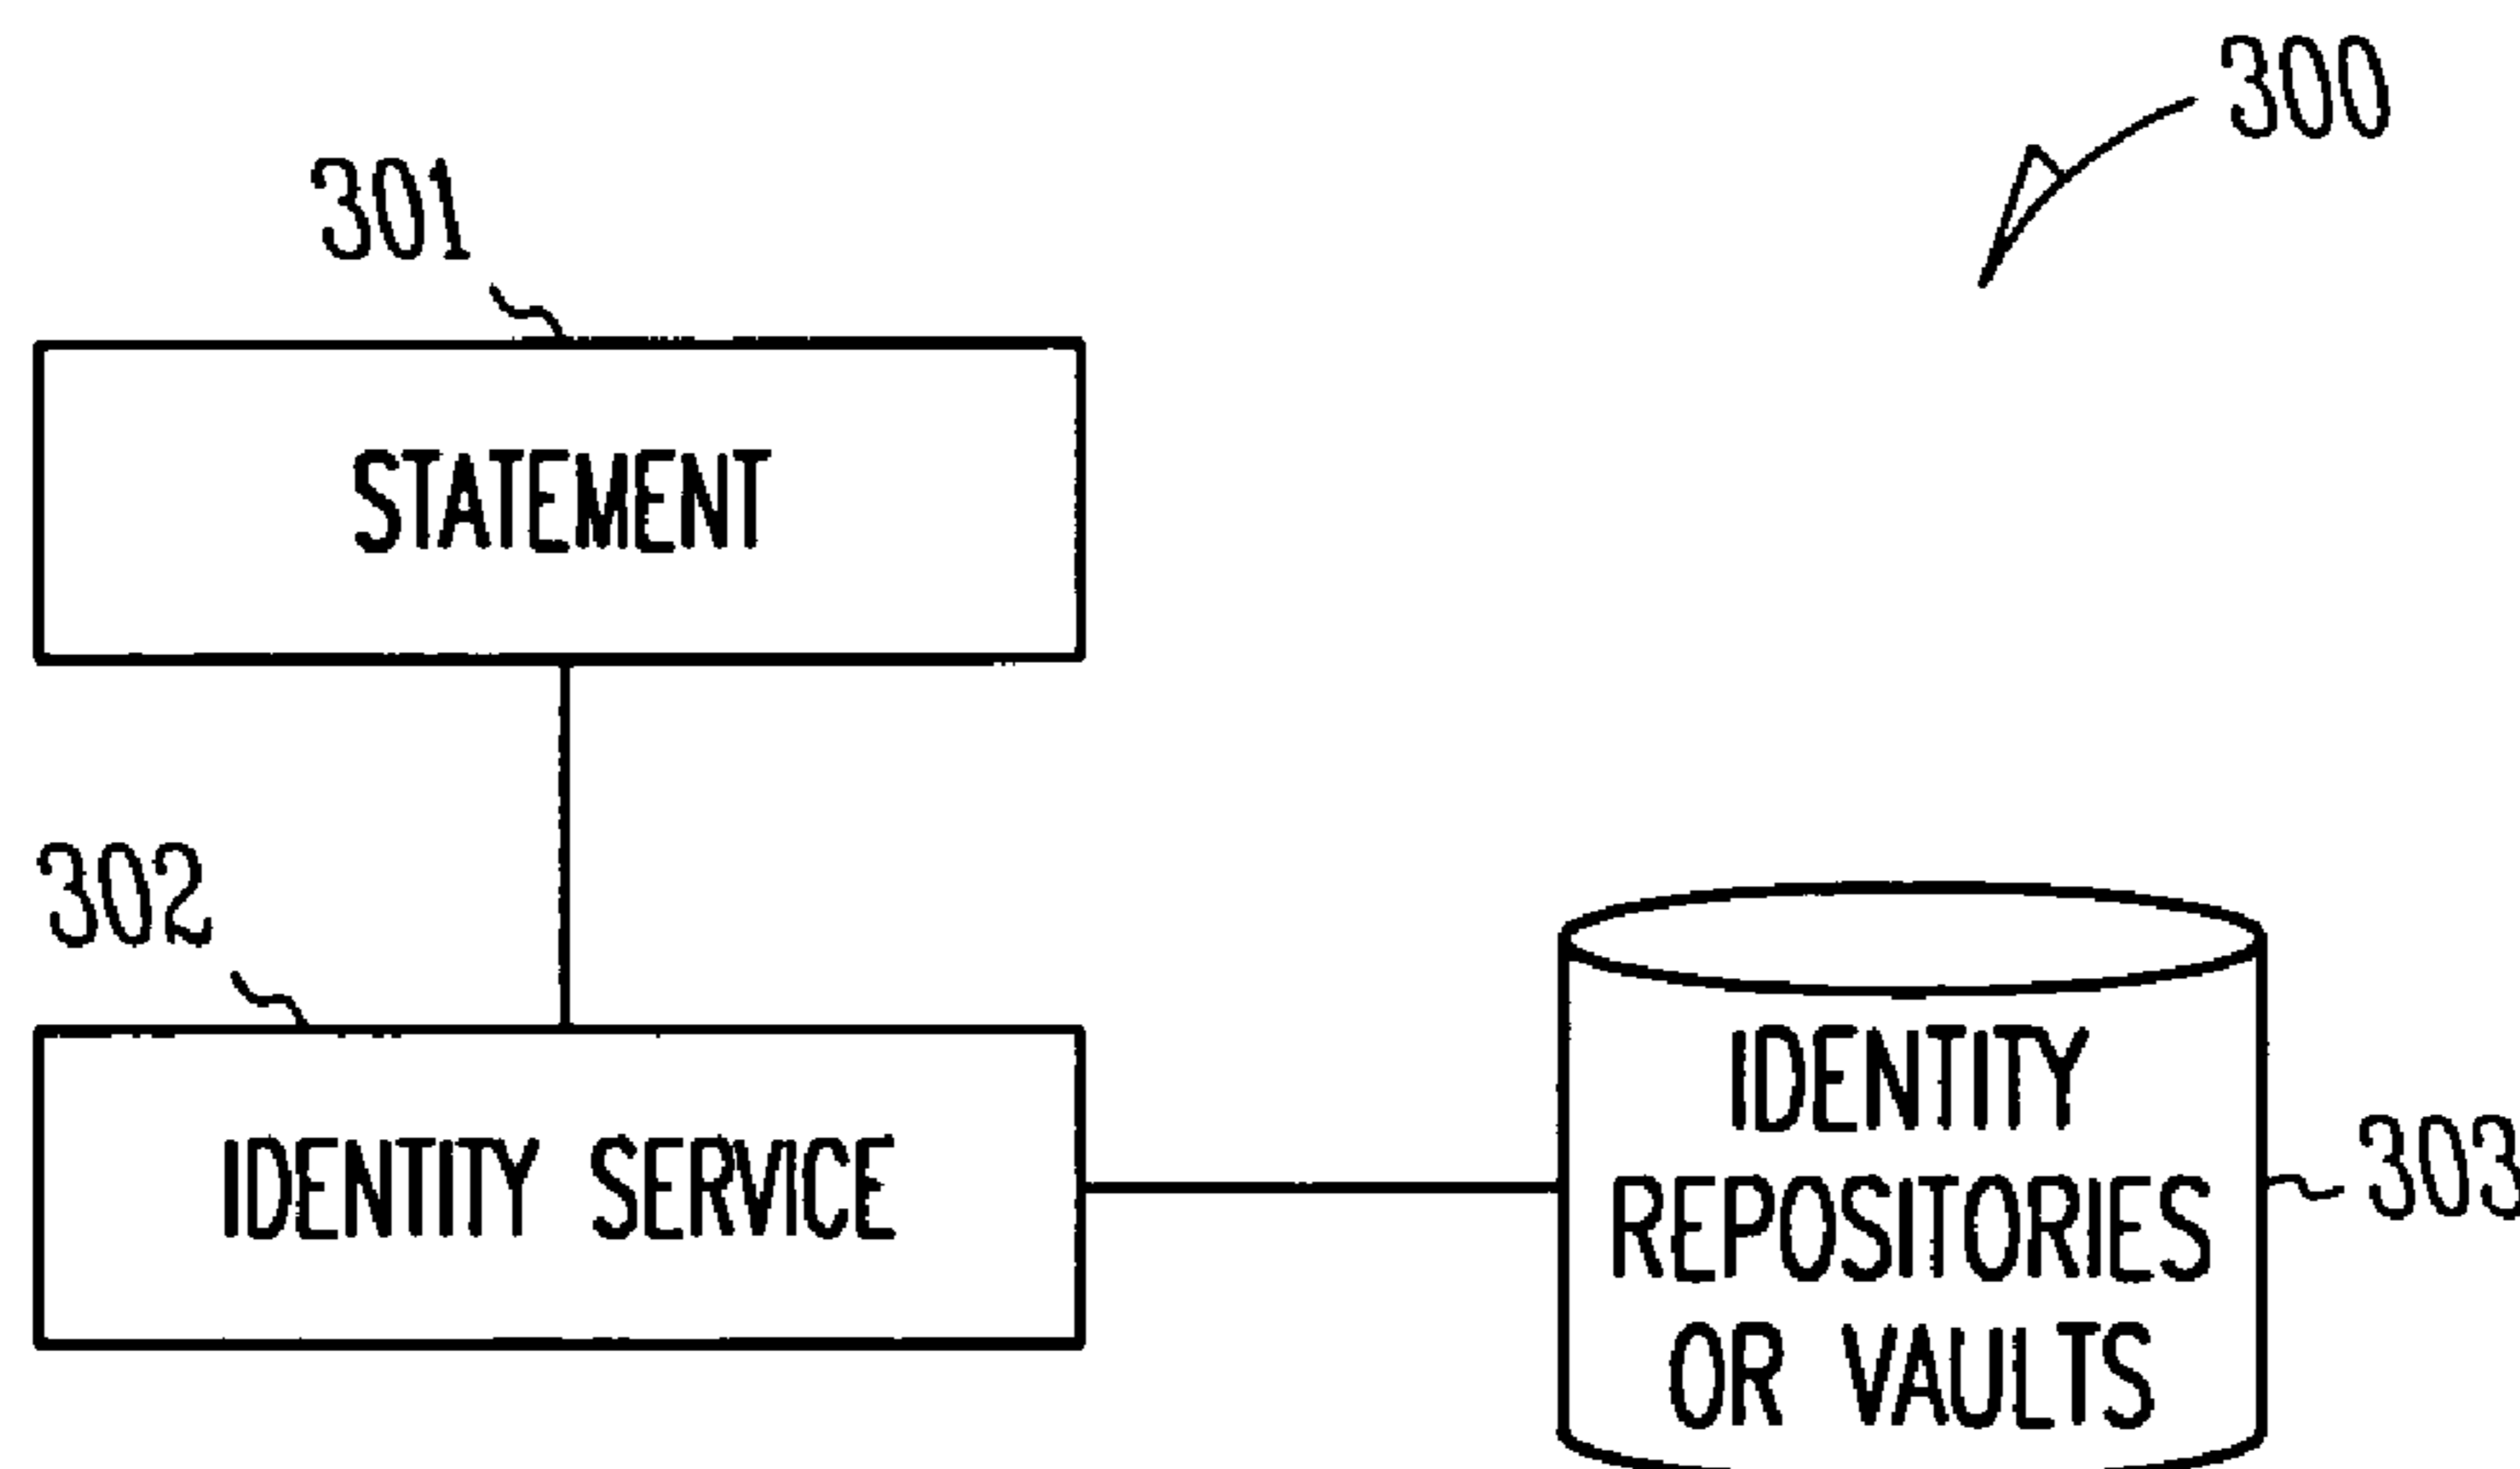 300
301
STATEMENT
302
IDENTITY SERVICE
IDENTITY
REPOSITORIES
OR VAULTS
303